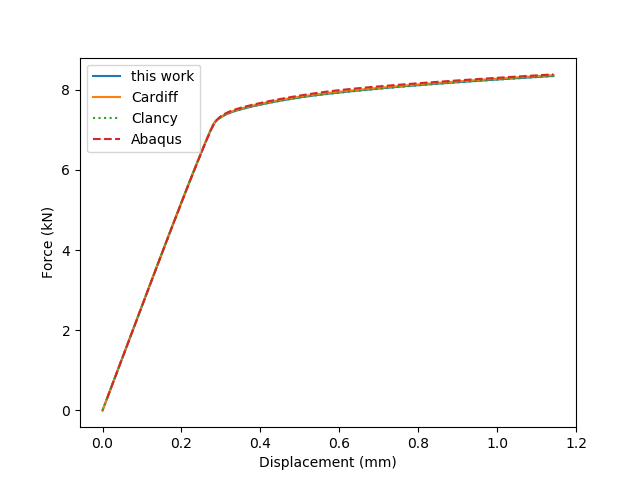 this work
Cardiff
Clancy
Abaqus
8
6
4
2
0
Force (kN)
0.0 0.2 0.4 0.6 0.8 1.0 1.2
Displacement (mm)